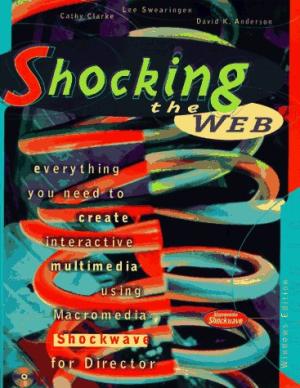 Lee Swearingen
Cathy Clarke
David K. Anderson
Shocking
the
WEB
everything
you need to
create
interactive
multimedia
using
Macromedia
Shockwave
for Director
Macromedia
Shockwave
Windows Edition